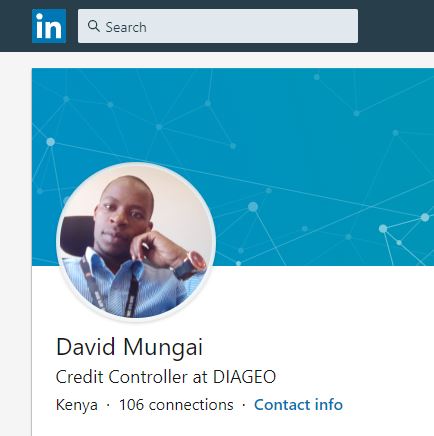 in
Search
David Mungai
Credit Controller at DIAGEO
Kenya · 106 connections · Contact info